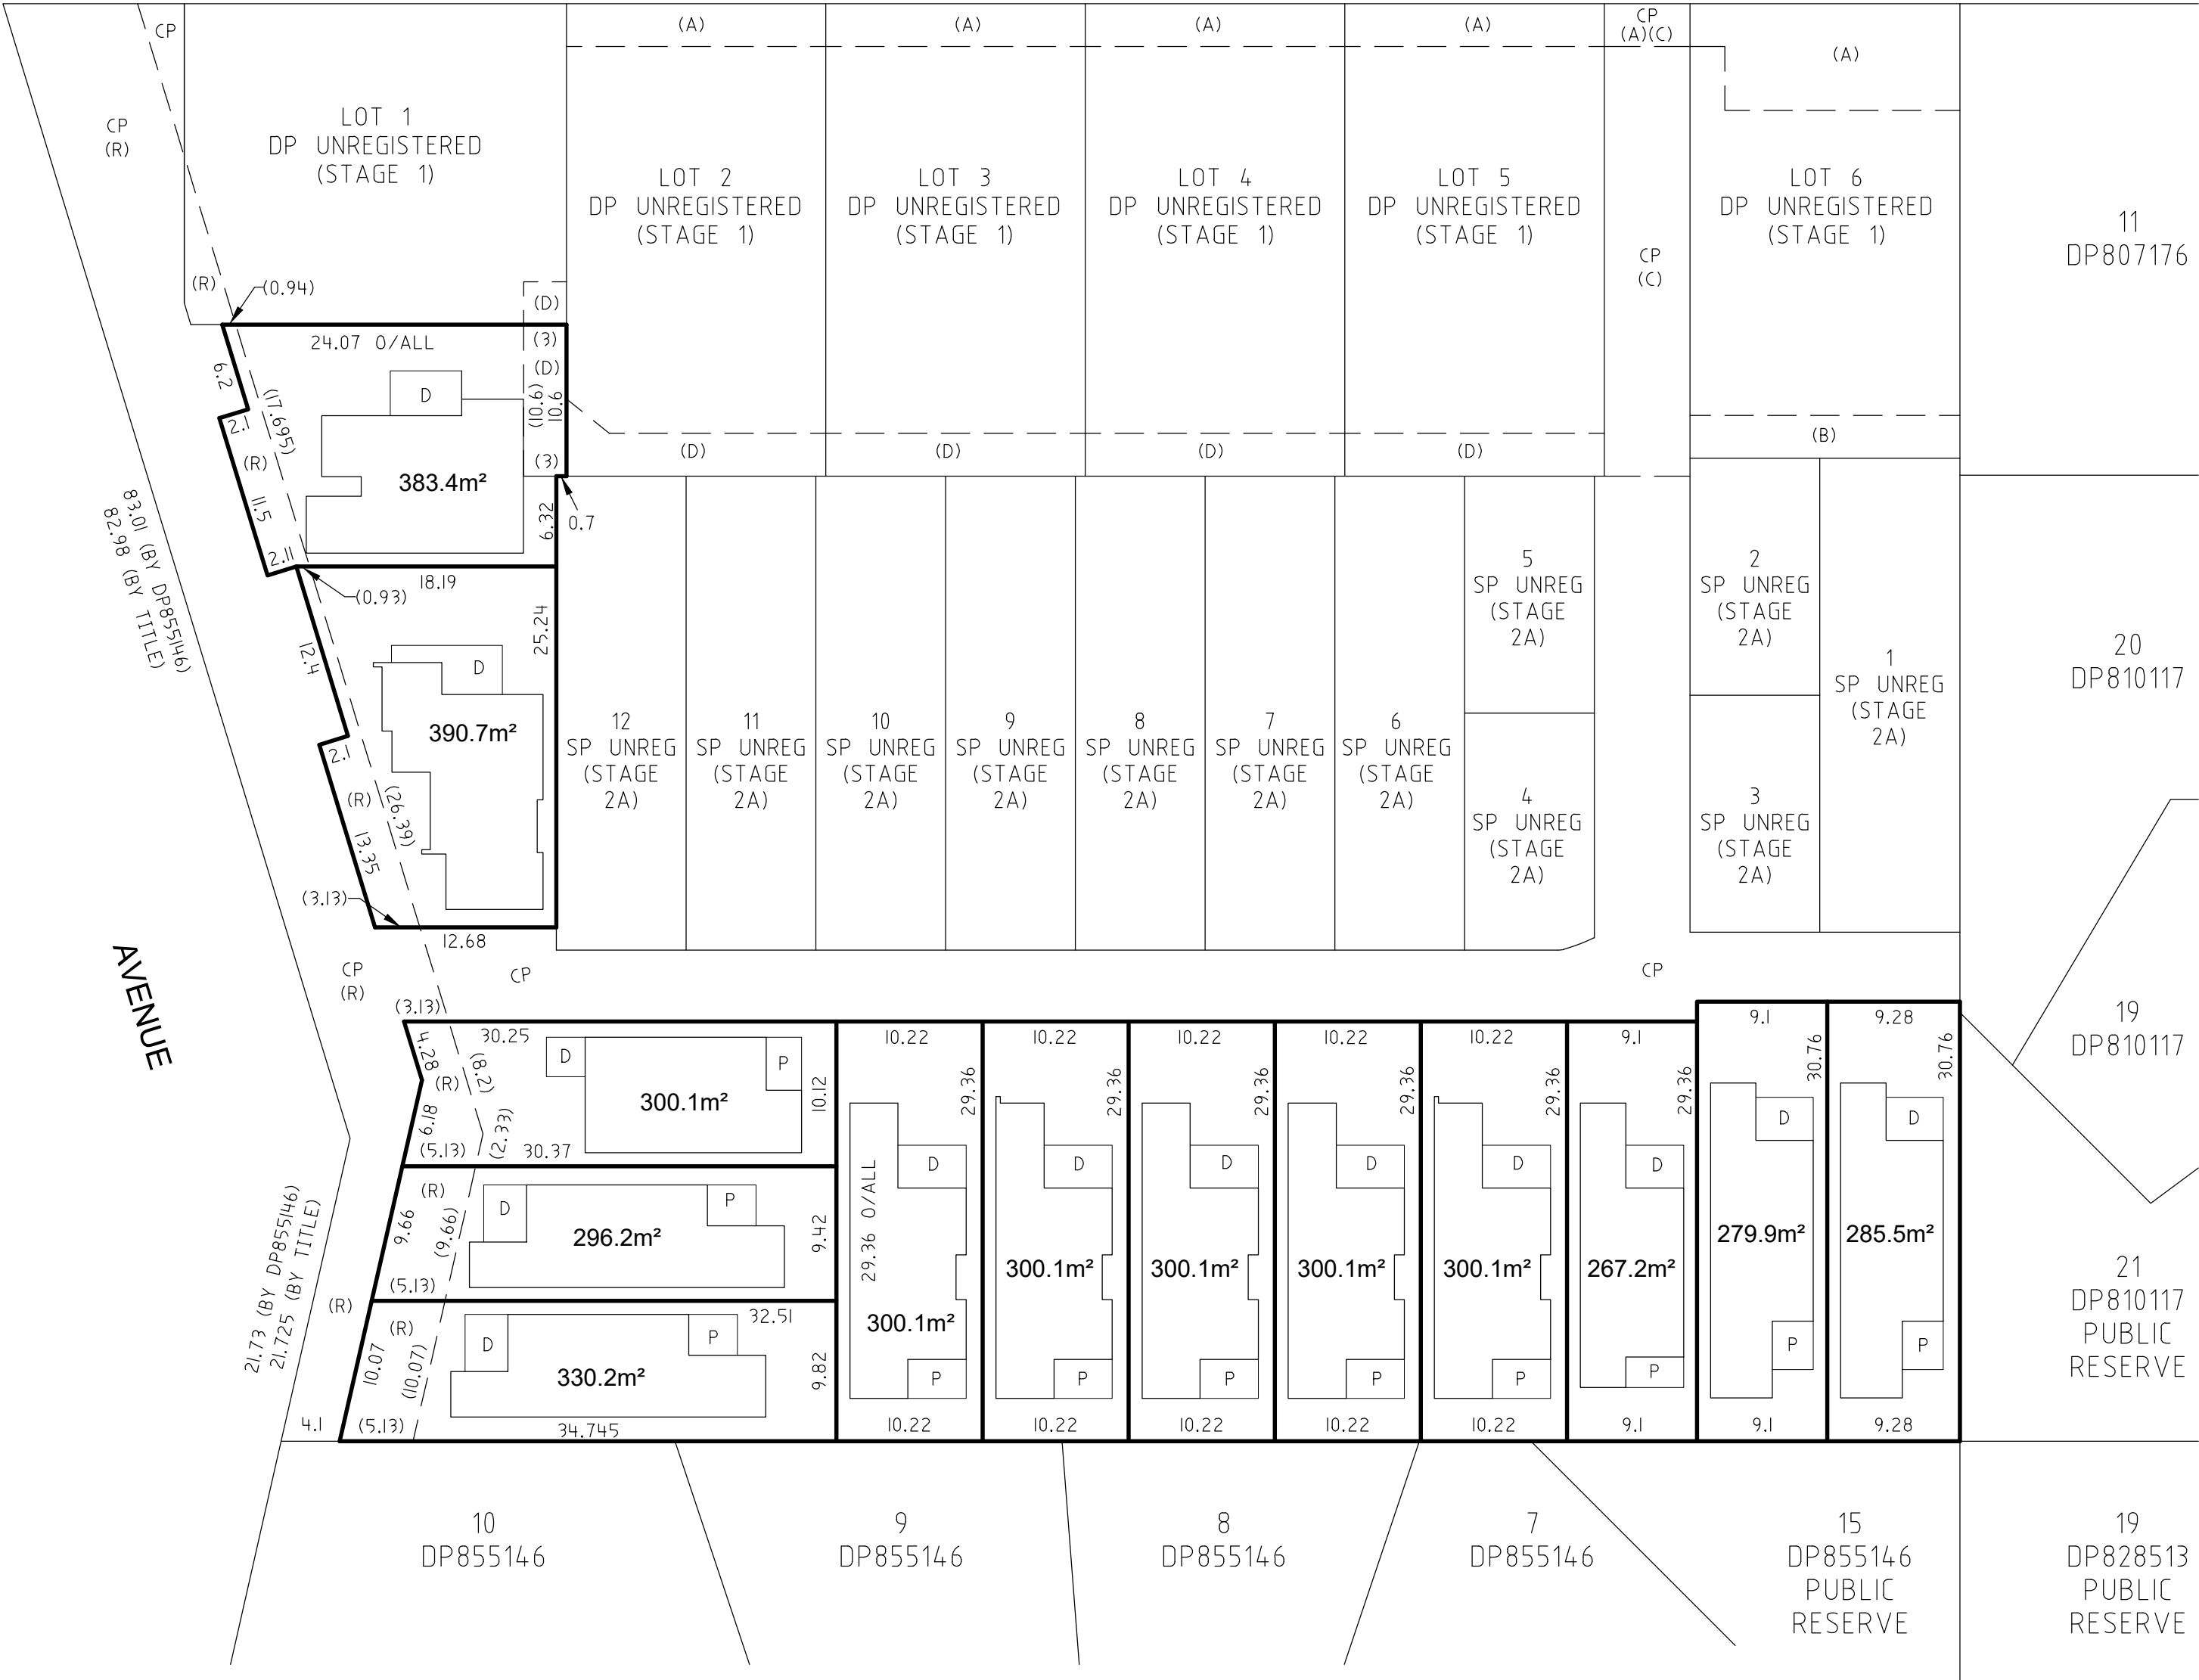 CP
(A)
(A)
(A)
(A)
CP
(A)(C)
(A)
CP
(R)
LOT 1
DP UNREGISTERED
(STAGE 1)
LOT 2
DP UNREGISTERED
(STAGE 1)
LOT 3
DP UNREGISTERED
(STAGE 1)
LOT 4
DP UNREGISTERED
(STAGE 1)
LOT 5
DP UNREGISTERED
(STAGE 1)
CP
(C)
LOT 6
DP UNREGISTERED
(STAGE 1)
11
DP807176
(R)
(0.94)
(D)
24.07 O/ALL
(3)
(D)
6.2
(17.695)
D
(10.6)
10.6
2.1
(R)
(3)
(D)
(D)
(D)
(D)
(B)
383.4m²
11.5
2.11
6.32
0.7
83.01 (BY DP855146)
82.98 (BY TITLE)
18.19
(0.93)
12.4
25.24
D
390.7m²
2.1
(R)
(26.39)
13.35
(3.13)
12.68
12
SP UNREG
(STAGE
2A)
11
SP UNREG
(STAGE
2A)
10
SP UNREG
(STAGE
2A)
9
SP UNREG
(STAGE
2A)
8
SP UNREG
(STAGE
2A)
7
SP UNREG
(STAGE
2A)
6
SP UNREG
(STAGE
2A)
5
SP UNREG
(STAGE
2A)
4
SP UNREG
(STAGE
2A)
2
SP UNREG
(STAGE
2A)
3
SP UNREG
(STAGE
2A)
1
SP UNREG
(STAGE
2A)
20
DP810117
AVENUE
CP
(R)
CP
CP
19
DP810117
(3.13)
4.28
30.25
(R)
(8.2)
D
P
300.1m²
10.12
6.18
(5.13)
(2.33)
30.37
(R)
9.66
(9.66)
D
P
296.2m²
9.42
(5.13)
21.73 (BY DP855146)
21.725 (BY TITLE)
(R)
(R)
10.07
(10.07)
D
P
32.51
330.2m²
9.82
4.1
(5.13)
34.745
10.22
29.36
D
29.36 O/ALL
300.1m²
P
10.22
10.22
29.36
D
300.1m²
P
10.22
10.22
29.36
D
300.1m²
P
10.22
10.22
29.36
D
300.1m²
P
10.22
10.22
29.36
D
300.1m²
P
10.22
9.1
29.36
D
267.2m²
P
9.1
9.1
30.76
D
279.9m²
P
9.1
9.28
30.76
D
285.5m²
P
9.28
21
DP810117
PUBLIC
RESERVE
10
DP855146
9
DP855146
8
DP855146
7
DP855146
15
DP855146
PUBLIC
RESERVE
19
DP828513
PUBLIC
RESERVE